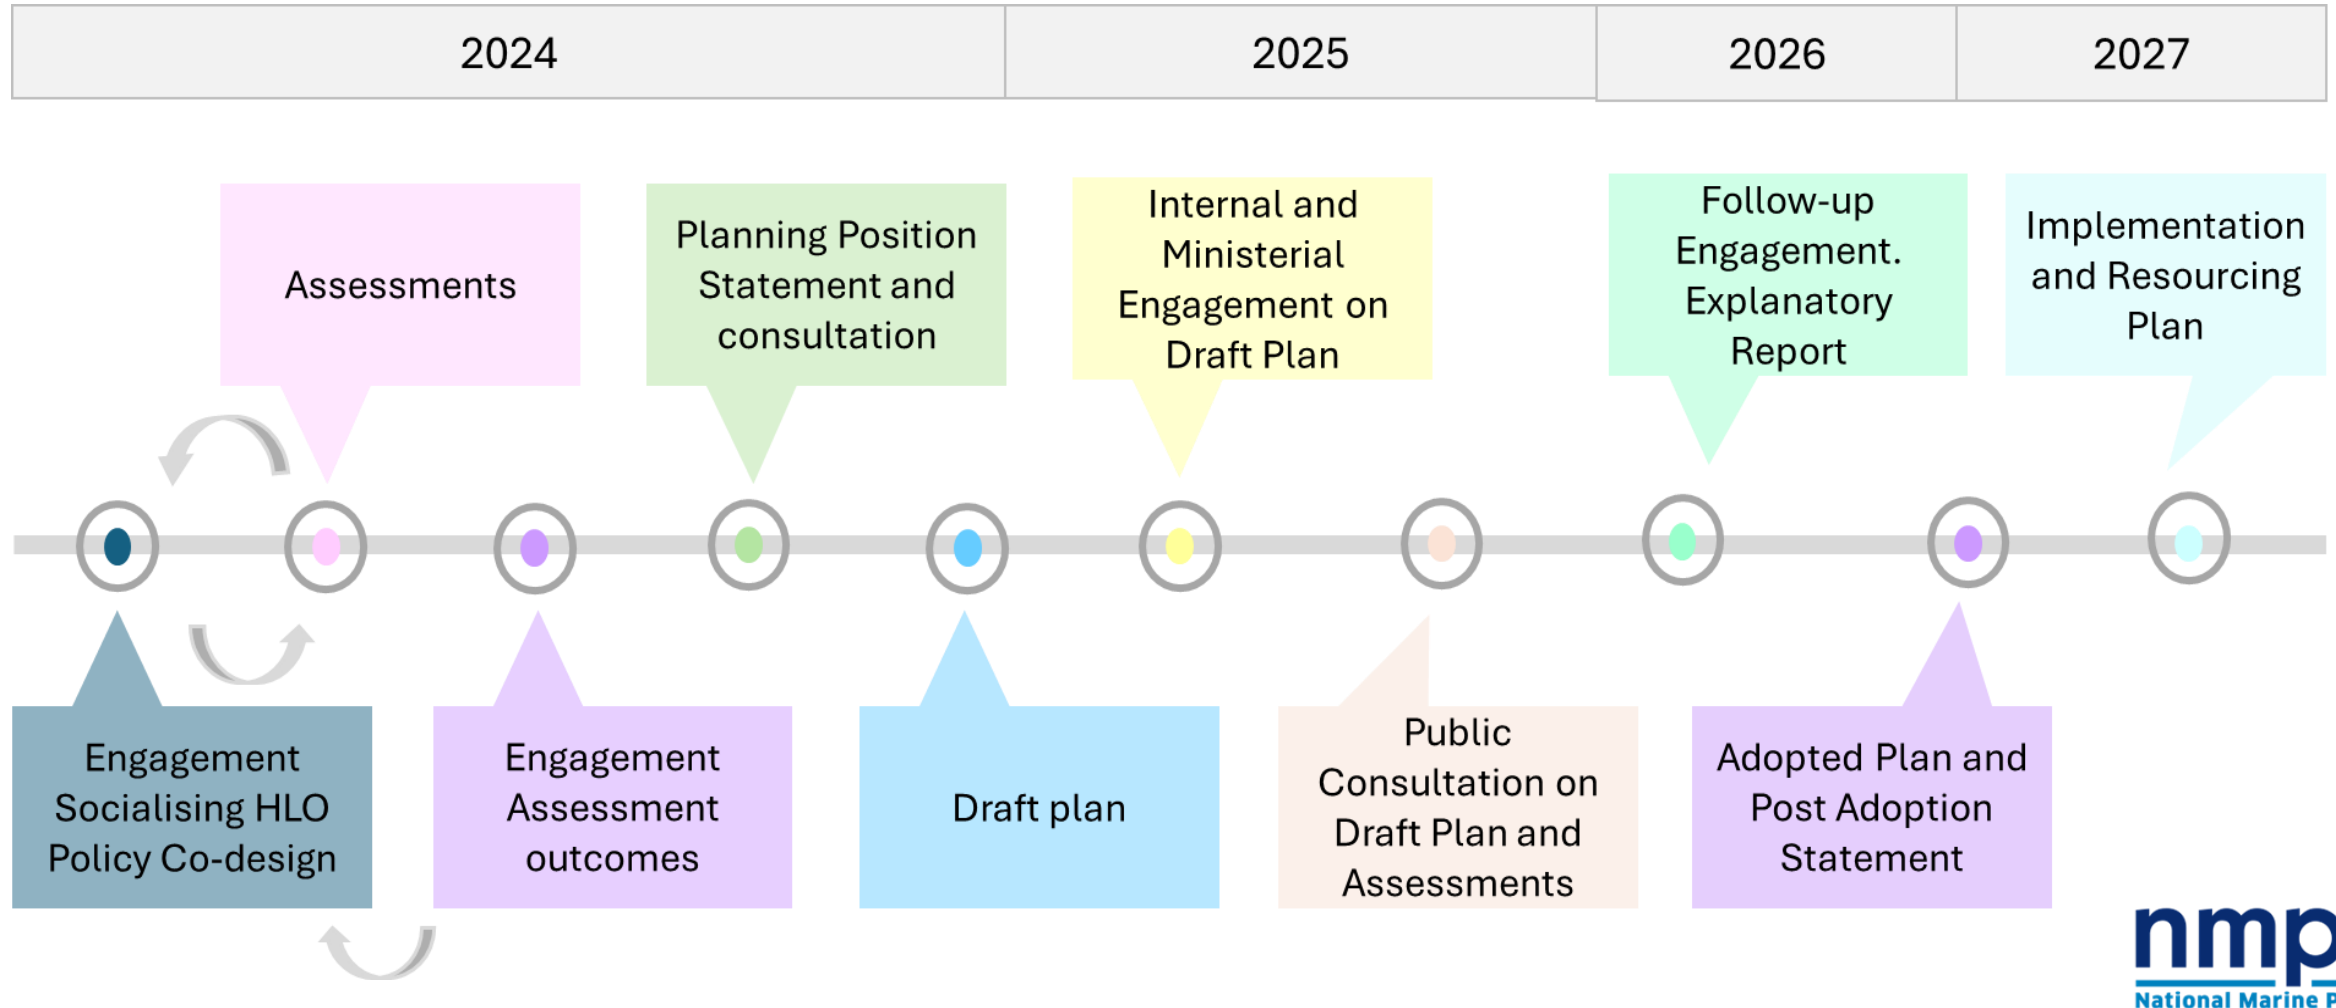 2024
2025
2026
2027
Assessments
Planning Position
Statement and
consultation
Internal and
Ministerial
Engagement on
Draft Plan
Follow-up
Engagement.
Explanatory
Report
Implementation
and Resourcing
Plan
Engagement
Socialising HLO
Policy Co-design
Engagement
Assessment
outcomes
Draft plan
Public
Consultation on
Draft Plan and
Assessments
Adopted Plan and
Post Adoption
Statement
nmp
National Marine P